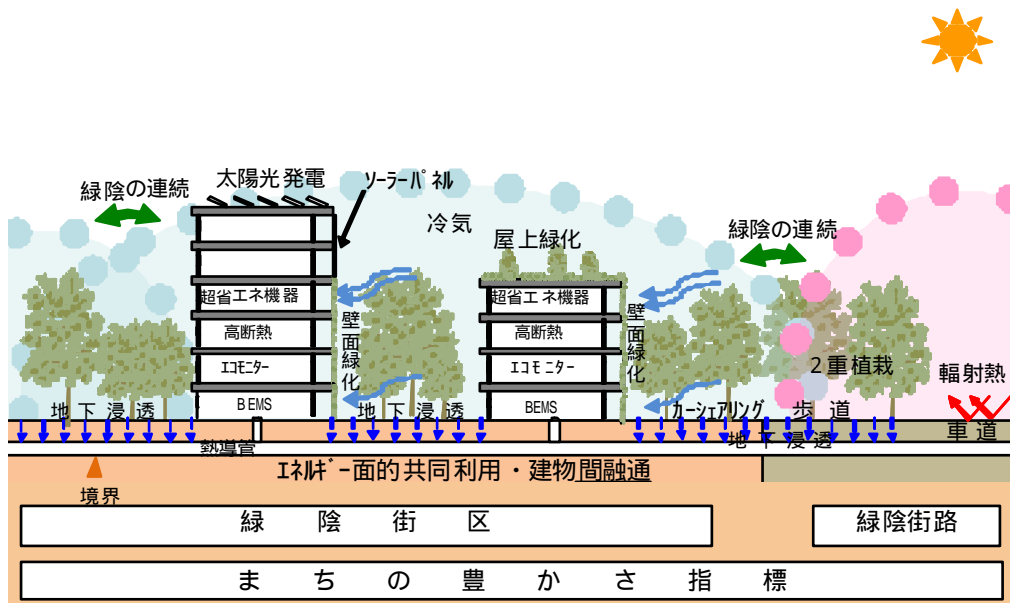 太陽光発電
ソーラーパネル
緑陰の連続
冷気
屋上緑化
緑陰の連続
超省エネ機器
高断熱
エコモニター
BEMS
壁面緑化
超省エネ機器
高断熱
エコモニター
BEMS
壁面緑化
2重植栽
輻射熱
地下浸透
地下浸透
カーシェアリング
歩道
地下浸透
車道
熱導管
エネルギー面的共同利用・建物間融通
境界
緑陰街区
緑陰街路
まちの豊かさ指標